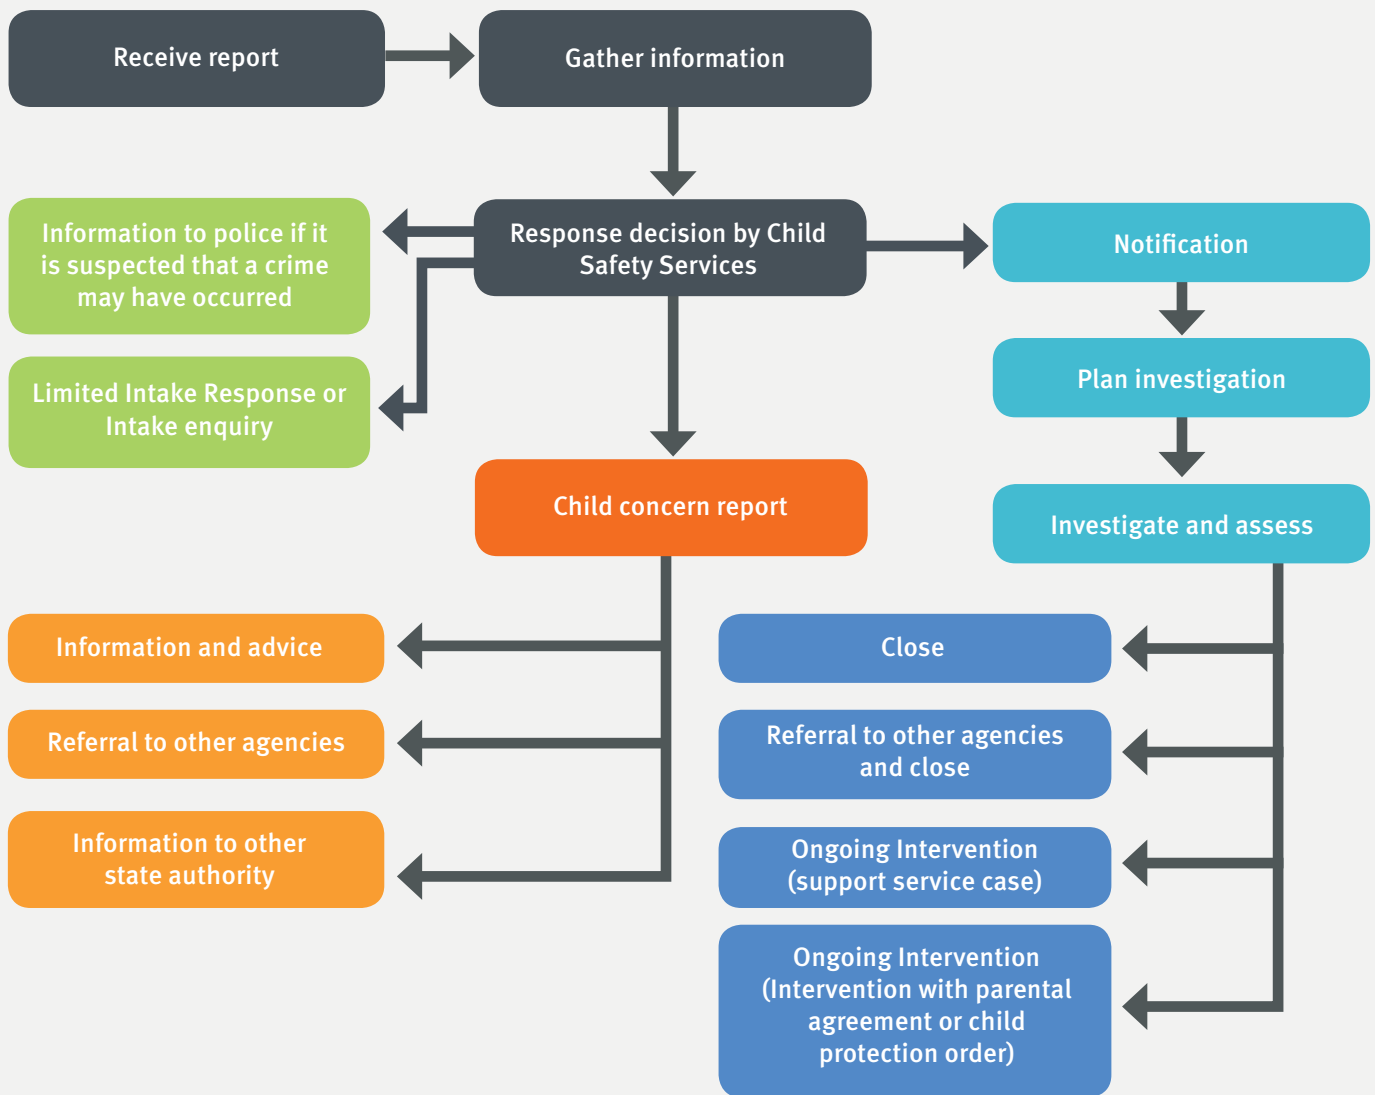 Receive report
Gather information
Information to police if it
is suspected that a crime
may have occurred
Response decision by Child
Safety Services
Notification
Limited Intake Response or
Intake enquiry
Plan investigation
Child concern report
Investigate and assess
Information and advice
Referral to other agencies
Information to other
state authority
Close
Referral to other agencies
and close
Ongoing Intervention
(support service case)
Ongoing Intervention
(Intervention with parental
agreement or child
protection order)